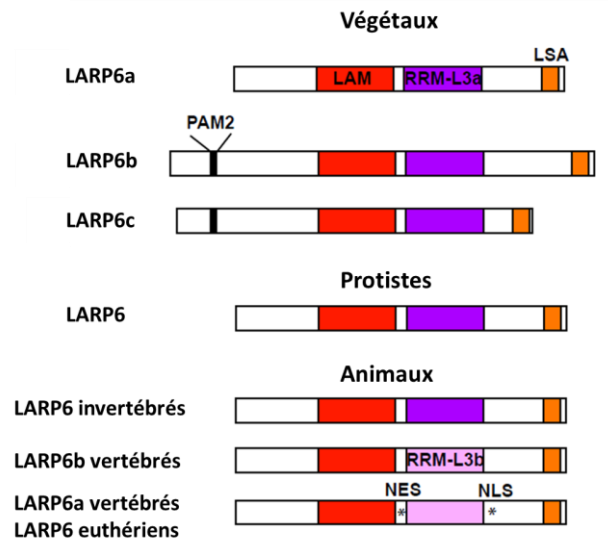 Végétaux
LSA
LARP6a
LAM
RRM-L3a
PAM2
LARP6b
LARP6c
Protistes
LARP6
Animaux
LARP6 invertébrés
LARP6b vertébrés
RRM-L3b
NES
NLS
LARP6a vertébrés
* *
LARP6 euthériens